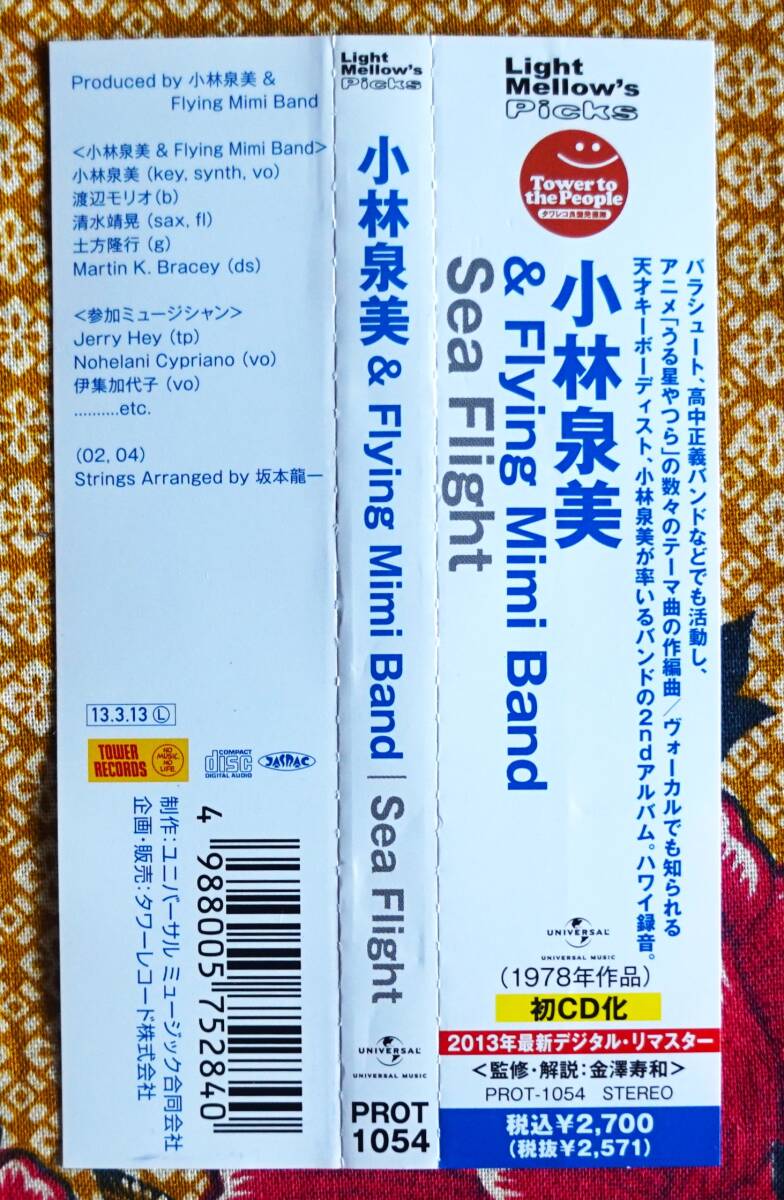 Produced by 小林泉美 &
Flying Mimi Band
<小林泉美 & Flying Mimi Band>
小林泉美 (key, synth, vo)
渡辺モリオ (b)
清水靖晃 (sax, fl)
土方隆行 (g)
Martin K. Bracey (ds)
<参加ミュージシャン>
Jerry Hey (tp)
Nohelani Cypriano (vo)
伊集加代子 (vo)
..........etc.
(02, 04)
Strings Arranged by 坂本龍一
13.3.13 Ⓛ
TOWER
RECORDS
NO
MUSIC,
NO
LIFE.
COMPACT
disc
DIGITAL AUDIO
JASRAC
4 988005 752840
制作：ユニバーサル ミュージック合同会社
企画・販売：タワーレコード株式会社
Light
Mellow's
Picks
小林泉美 & Flying Mimi Band | Sea Flight
UNIVERSAL
UNIVERSAL MUSIC
PROT
1054
Light
Mellow's
Picks
Tower to
the People
タワレコ良盤発掘隊
小林泉美
& Flying Mimi Band
Sea Flight
パラシュート、高中正義バンドなどでも活動し、
アニメ「うる星やつら」の数々のテーマ曲の作編曲／ヴォーカルでも知られる
天才キーボーディスト、小林泉美が率いるバンドの2ndアルバム。ハワイ録音。
UNIVERSAL
UNIVERSAL MUSIC
(1978年作品)
初CD化
2013年最新デジタル・リマスター
<監修・解説：金澤寿和>
PROT-1054 STEREO
税込¥2,700
(税抜¥2,571)